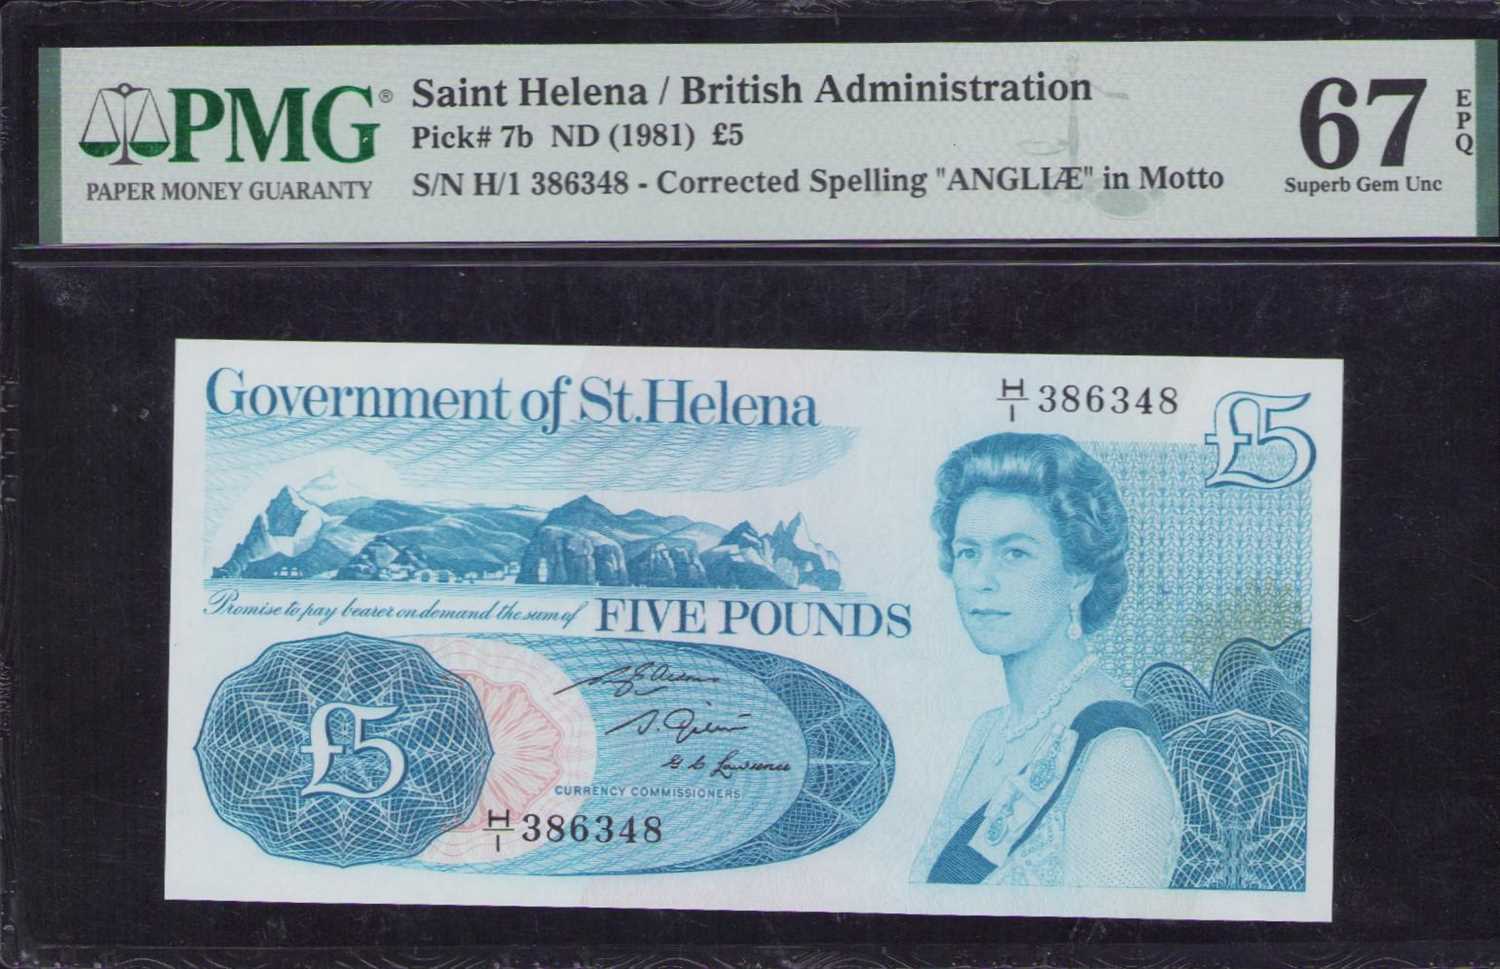 PMG®
PAPER MONEY GUARANTY
Saint Helena / British Administration
Pick# 7b ND (1981) £5
S/N H/1 386348 - Corrected Spelling "ANGLIÆ" in Motto
67
EPQ
Superb Gem Unc
Government of St.Helena
H/I 386348
£5
Promise to pay bearer on demand the sum of FIVE POUNDS
£5
G C Lawrence
CURRENCY COMMISSIONERS
H/I 386348